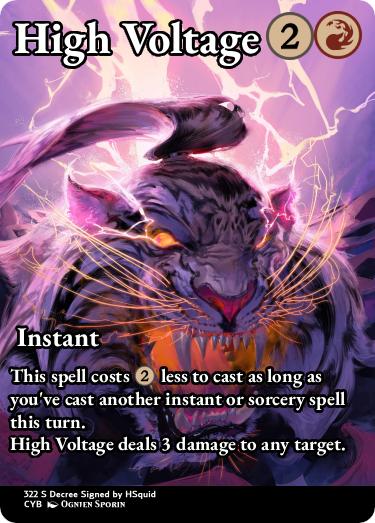 High Voltage 2
Instant
This spell costs 2 less to cast as long as
you've cast another instant or sorcery spell
this turn.
High Voltage deals 3 damage to any target.
322 S Decree Signed by HSquid
CYB Ognien Sporin